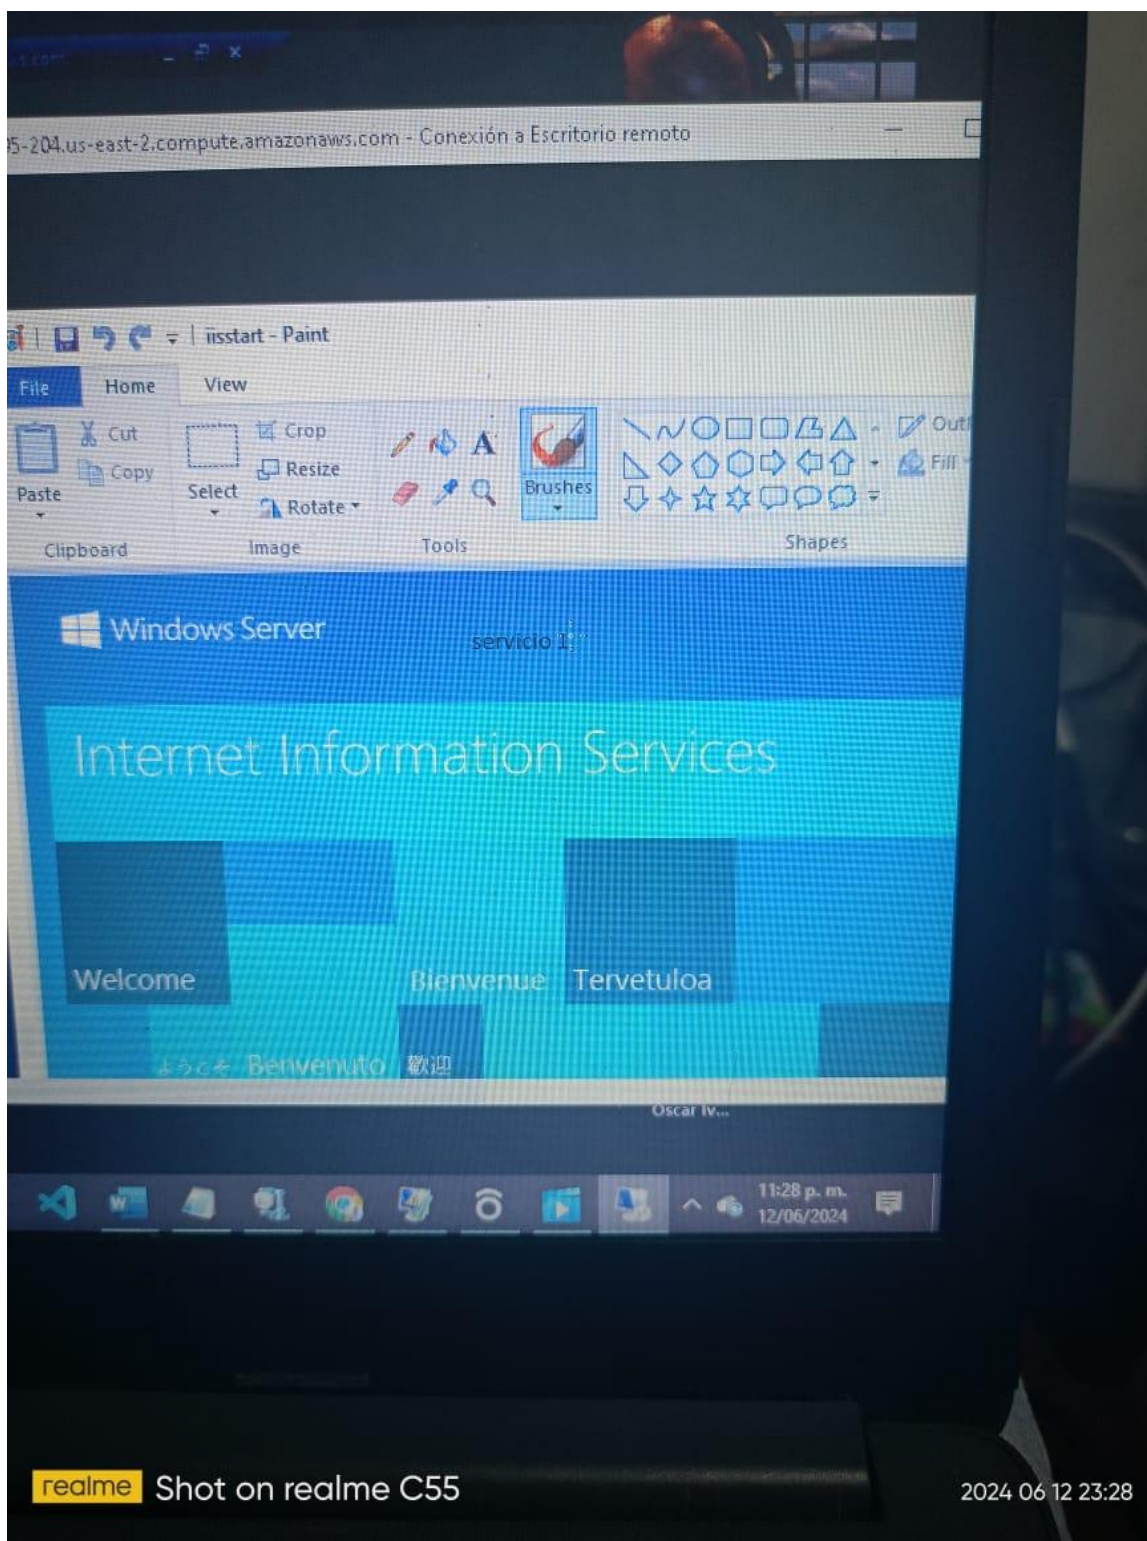 5-204.us-east-2.compute.amazonaws.com - Conexión a Escritorio remoto
iisstart - Paint
File Home View
Cut
Copy
Paste
Clipboard
Select
Crop
Resize
Rotate
Image
A
Tools
Brushes
Shapes
Fill
Windows Server
servicio 1
Internet Information Services
Welcome
Bienvenue
Tervetuloa
ようこそ
Benvenuto
歡迎
Oscar Iv...
11:28 p. m.
12/06/2024
realme Shot on realme C55
2024 06 12 23:28